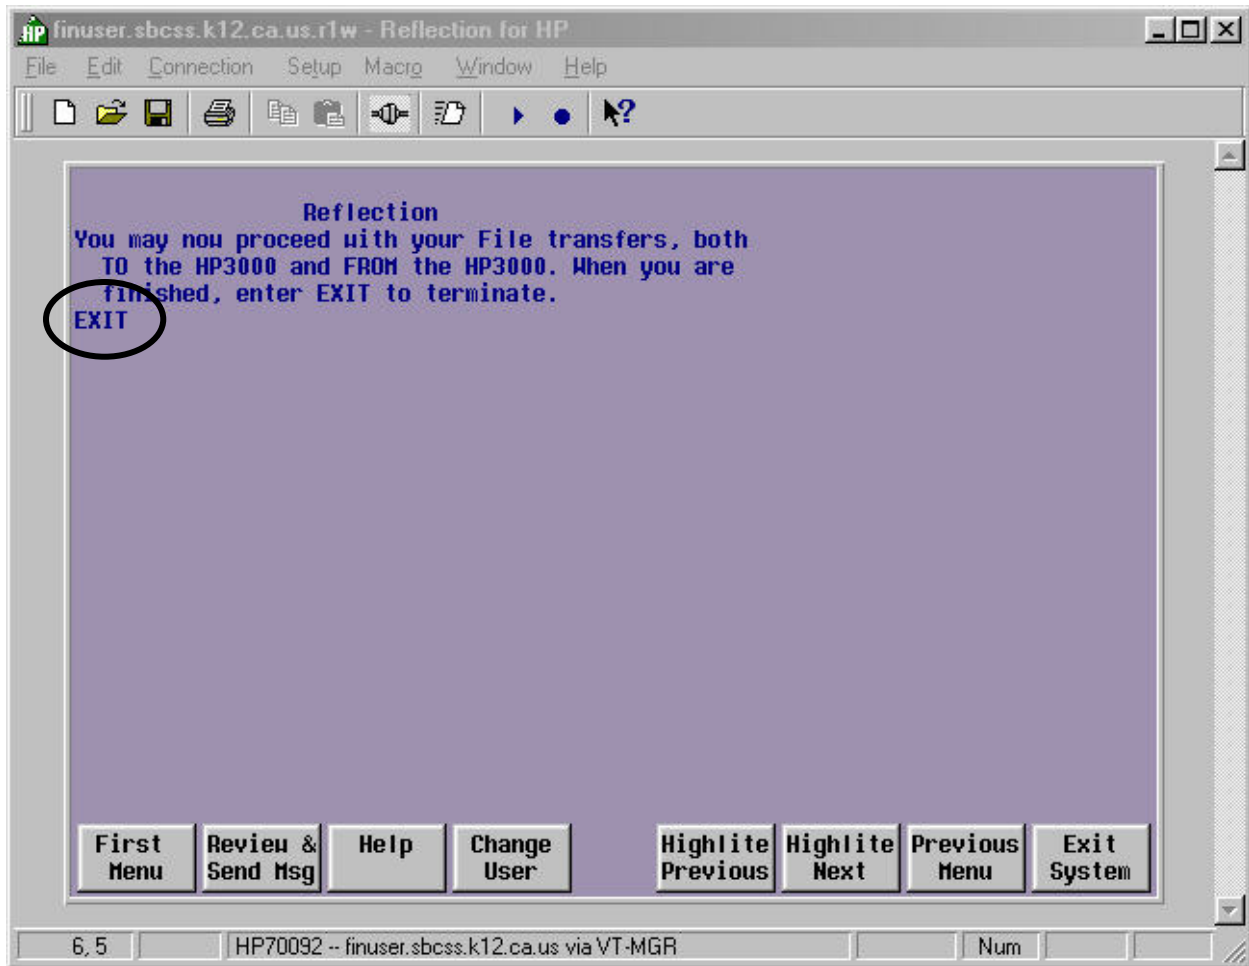 finuser.sbcss.k12.ca.us.r1w - Reflection for HP
File Edit Connection Setup Macro Window Help
Reflection
You may now proceed with your File transfers, both
TO the HP3000 and FROM the HP3000. When you are
finished, enter EXIT to terminate.
EXIT
First Menu
Review & Send Msg
Help
Change User
Highlite Previous
Highlite Next
Previous Menu
Exit System
6, 5 HP70092 -- finuser.sbcss.k12.ca.us via VT-MGR Num